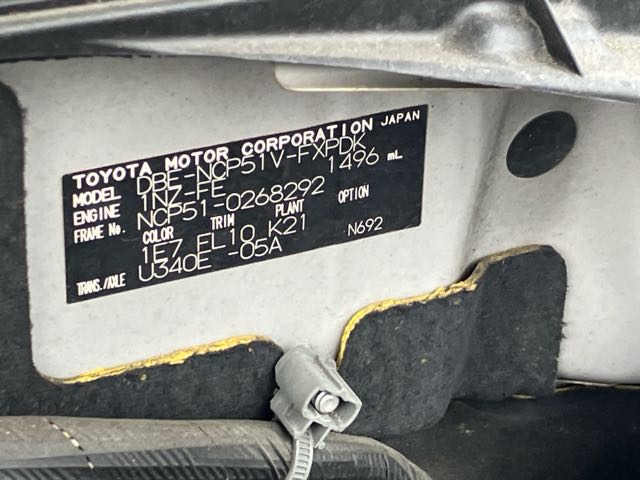 TOYOTA MOTOR CORPORATION JAPAN
MODEL DBE-NCP51V-FXPDK
ENGINE 1NZ-FE 1496 mL
FRAME No. NCP51-0268292
COLOR TRIM PLANT OPTION
1E7 FL10 K21 N692
TRANS./AXLE U340E -05A